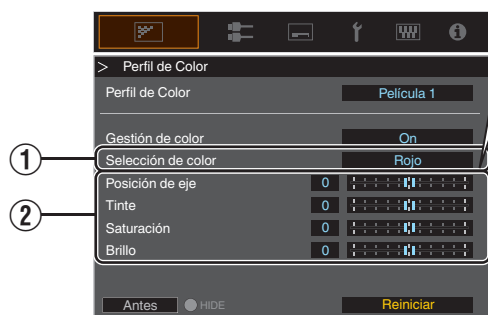 > Perfil de Color
Perfil de Color Película 1
Gestión de color On
① Selección de color Rojo
② Posición de eje 0
Tinte 0
Saturación 0
Brillo 0
Antes HIDE Reiniciar